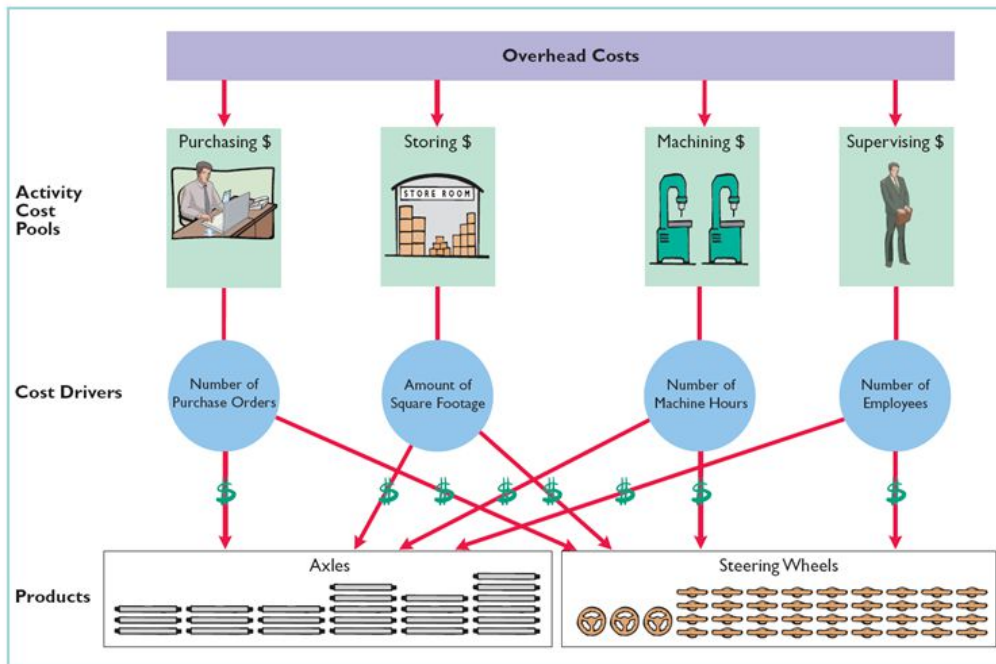 Overhead Costs
Purchasing $
Storing $
Machining $
Supervising $
STORE ROOM
Activity
Cost
Pools
Cost Drivers
Number of
Purchase Orders
Amount of
Square Footage
Number of
Machine Hours
Number of
Employees
$ $ $ $ $ $ $ $
Products
Axles
Steering Wheels